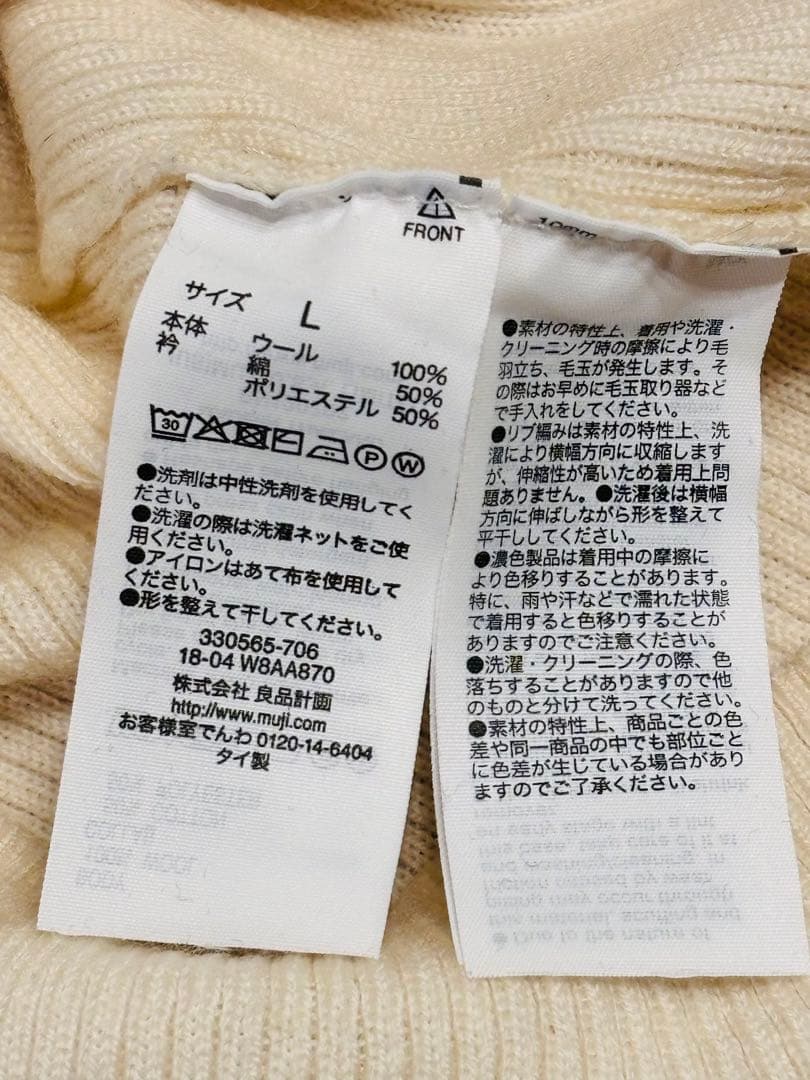 FRONT
サイズ L
本体 ウール 100%
衿 綿 50%
ポリエステル 50%
30
P W
●洗剤は中性洗剤を使用してく
ださい。
●洗濯の際は洗濯ネットをご使
用ください。
●アイロンはあて布を使用して
ください。
●形を整えて干してください。
330565-706
18-04 W8AA870
株式会社 良品計画
http://www.muji.com
お客様室でんわ 0120-14-6404
タイ製
10mm
●素材の特性上、着用や洗濯・
クリーニング時の摩擦により毛
羽立ち、毛玉が発生します。そ
の際はお早めに毛玉取り器など
で手入れをしてください。
●リブ編みは素材の特性上、洗
濯により横幅方向に収縮します
が、伸縮性が高いため着用上問
題ありません。●洗濯後は横幅
方向に伸ばしながら形を整えて
平干ししてください。
●濃色製品は着用中の摩擦に
より色移りすることがあります。
特に、雨や汗などで濡れた状態
で着用すると色移りすることが
ありますのでご注意ください。
●洗濯・クリーニングの際、色
落ちすることがありますので他
のものと分けて洗ってください。
●素材の特性上、商品ごとの色
差や同一商品の中でも部位ごと
に色差が生じている場合があり
ますのでご了承ください。